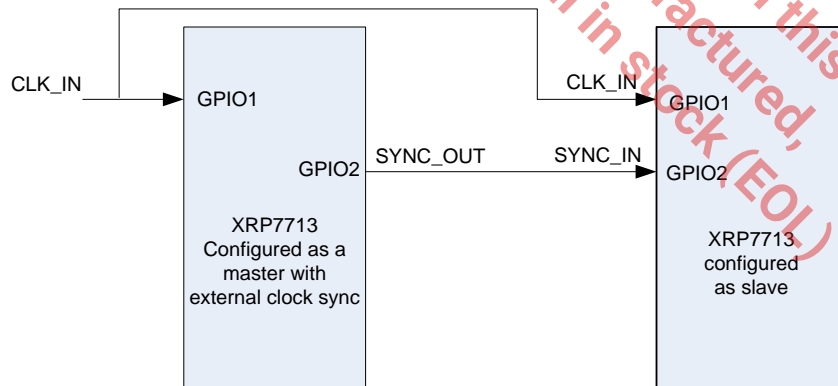 CLK_IN
GPIO1
GPIO2
SYNC_OUT
XRP7713
Configured as a
master with
external clock sync
CLK_IN
GPIO1
SYNC_IN
GPIO2
XRP7713
configured
as slave
this
factured,
in stock (EOL)